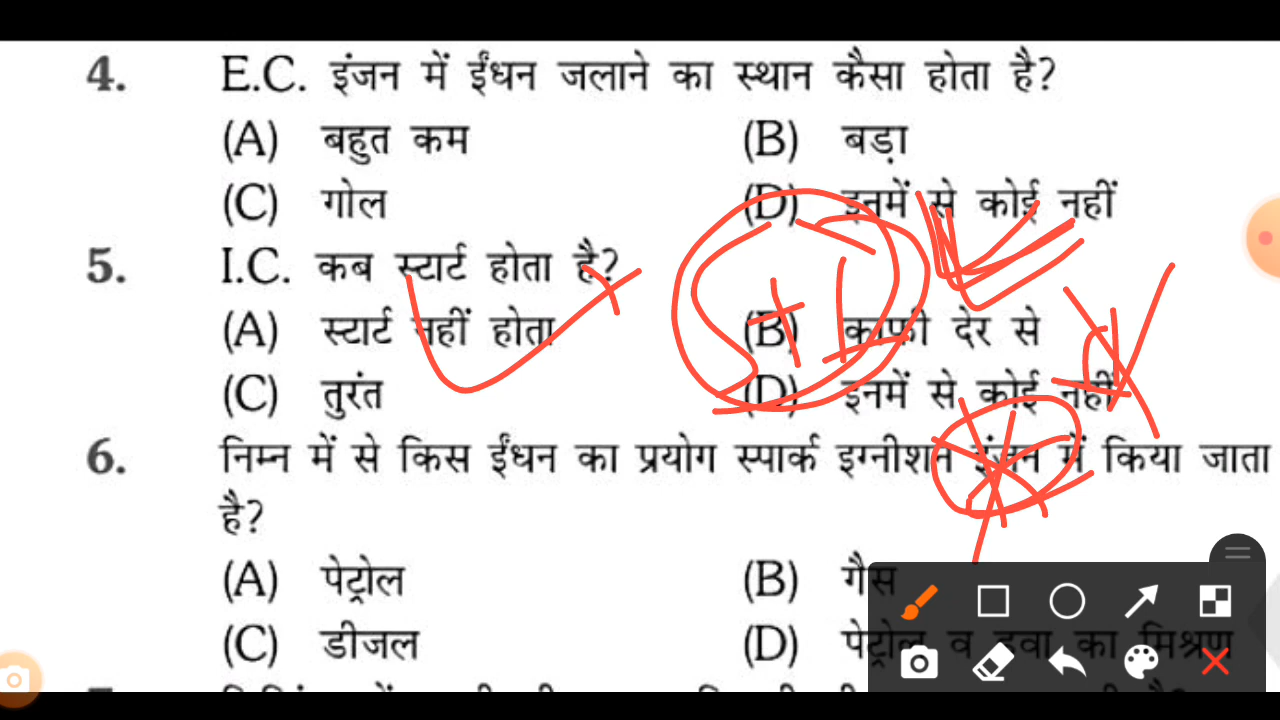 4. E.C. इंजन में ईंधन जलाने का स्थान कैसा होता है?
(A) बहुत कम (B) बड़ा
(C) गोल (D) इनमें से कोई नहीं
5. I.C. कब स्टार्ट होता है?
(A) स्टार्ट नहीं होता (B) काफी देर से
(C) तुरंत (D) इनमें से कोई नहीं
6. निम्न में से किस ईंधन का प्रयोग स्पार्क इग्नीशन इंजन में किया जाता
है?
(A) पेट्रोल (B) गैस
(C) डीजल (D) पेट्रोल व हवा का मिश्रण